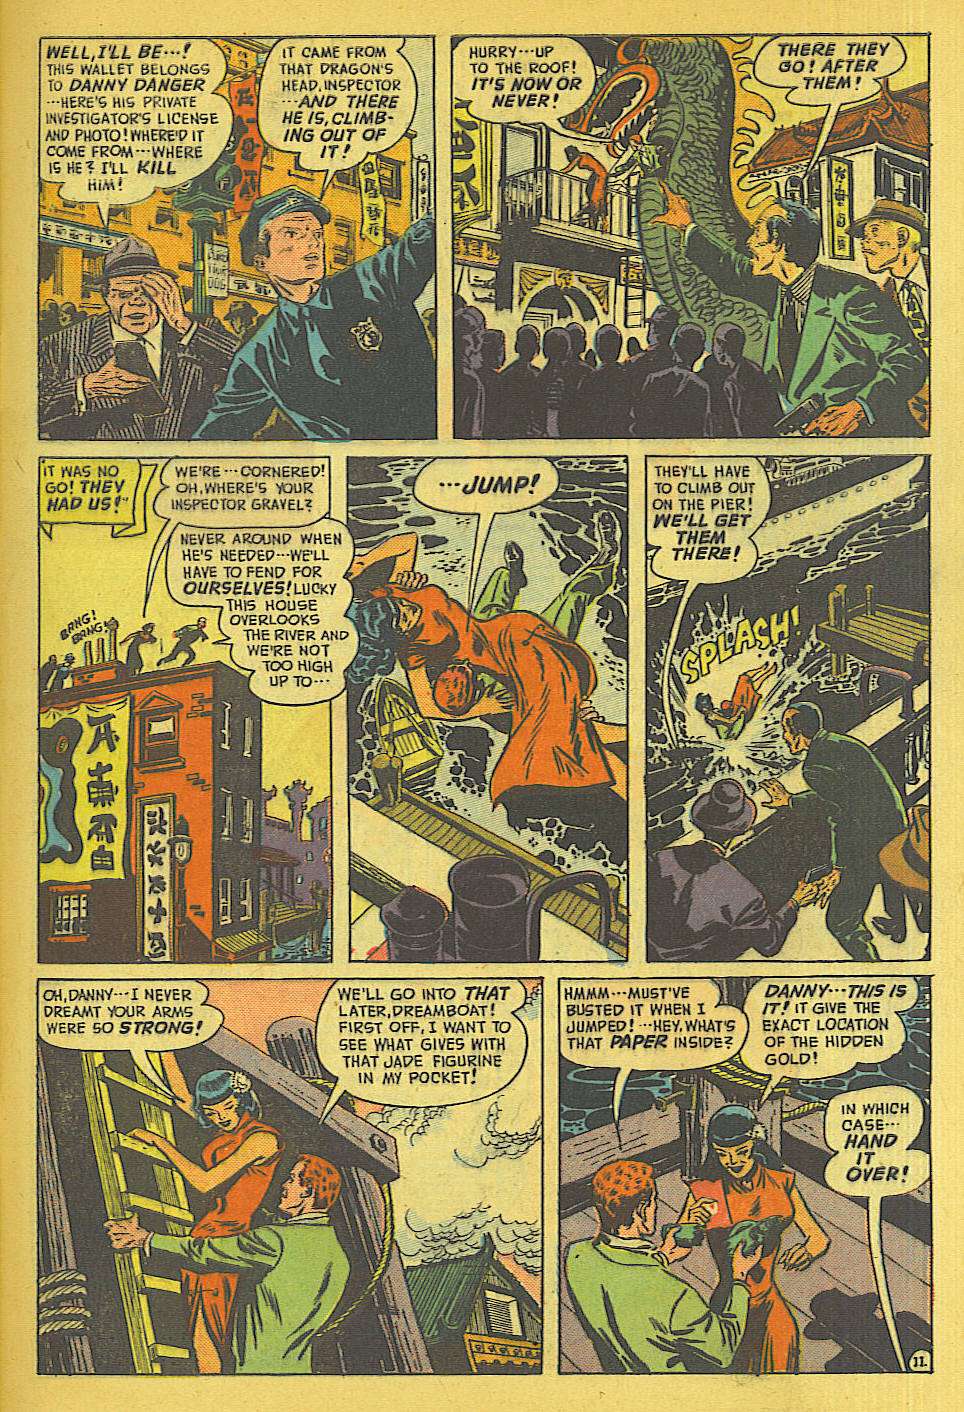 WELL, I'LL BE---!
THIS WALLET BELONGS
TO DANNY DANGER
---HERE'S HIS PRIVATE
INVESTIGATOR'S LICENSE
AND PHOTO! WHERE'D IT
COME FROM---WHERE
IS HE? I'LL KILL
HIM!
IT CAME FROM
THAT DRAGON'S
HEAD, INSPECTOR
---AND THERE
HE IS, CLIMB-
ING OUT OF
IT!
HURRY---UP
TO THE ROOF!
IT'S NOW OR
NEVER!
THERE THEY
GO! AFTER
THEM!
IT WAS NO
GO! THEY
HAD US!"
WE'RE---CORNERED!
OH, WHERE'S YOUR
INSPECTOR GRAVEL?
NEVER AROUND WHEN
HE'S NEEDED---WE'LL
HAVE TO FEND FOR
OURSELVES! LUCKY
THIS HOUSE
OVERLOOKS
THE RIVER AND
WE'RE NOT
TOO HIGH
UP TO---
BANG!
BANG!
---JUMP!
THEY'LL HAVE
TO CLIMB OUT
ON THE PIER!
WE'LL GET
THEM
THERE!
SPLASH!
OH, DANNY---I NEVER
DREAMT YOUR ARMS
WERE SO STRONG!
WE'LL GO INTO THAT
LATER, DREAMBOAT!
FIRST OFF, I WANT TO
SEE WHAT GIVES WITH
THAT JADE FIGURINE
IN MY POCKET!
HMMM---MUST'VE
BUSTED IT WHEN I
JUMPED! ---HEY, WHAT'S
THAT PAPER INSIDE?
DANNY---THIS IS
IT! IT GIVE THE
EXACT LOCATION
OF THE HIDDEN
GOLD!
IN WHICH
CASE---
HAND
IT
OVER!
11.